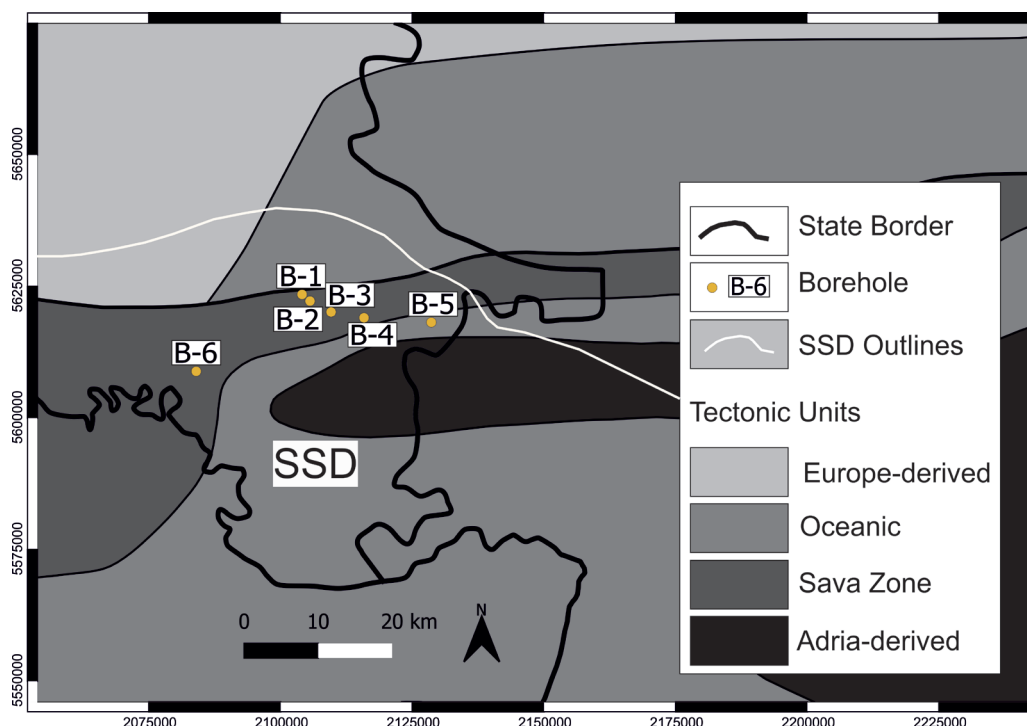 5650000
5625000
5600000
5575000
5550000
B-1
B-2
B-3
B-4
B-5
B-6
SSD
0 10 20 km
N
State Border
B-6 Borehole
SSD Outlines
Tectonic Units
Europe-derived
Oceanic
Sava Zone
Adria-derived
2075000 2100000 2125000 2150000 2175000 2200000 2225000